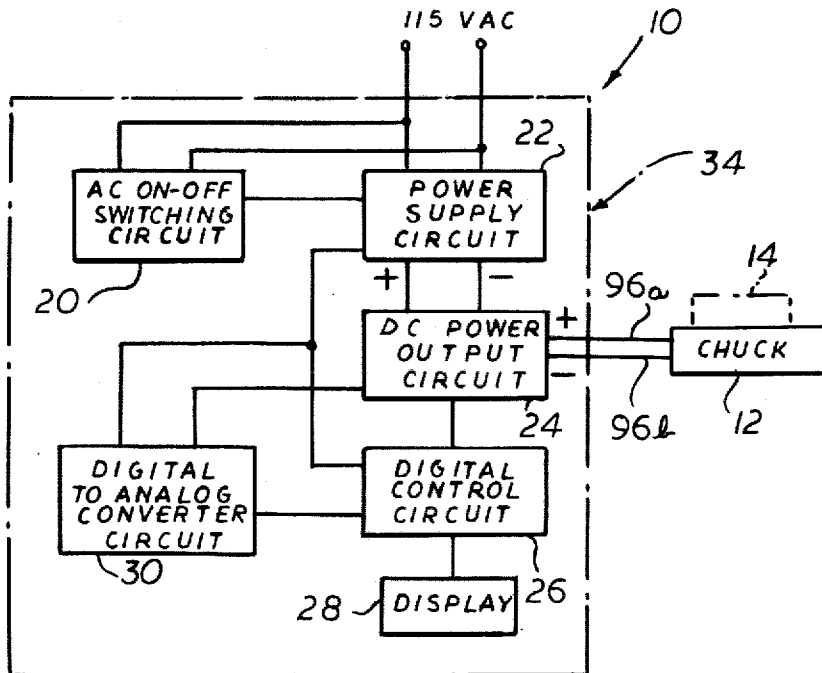 115 VAC
10
22
34
AC ON-OFF
SWITCHING
CIRCUIT
POWER
SUPPLY
CIRCUIT
20
+ −
14
96a
DC POWER
OUTPUT
CIRCUIT
+
−
CHUCK
24
96b
12
DIGITAL
TO ANALOG
CONVERTER
CIRCUIT
DIGITAL
CONTROL
CIRCUIT
30
26
28
DISPLAY